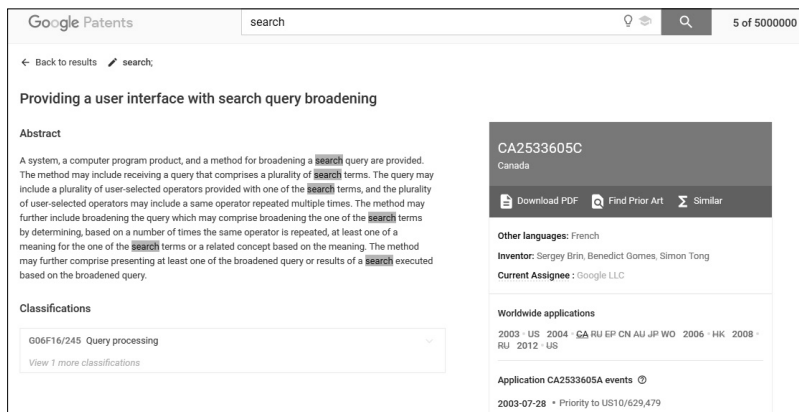 Google Patents
search
5 of 5000000
Back to results search;
Providing a user interface with search query broadening
Abstract
A system, a computer program product, and a method for broadening a search query are provided.
The method may include receiving a query that comprises a plurality of search terms. The query may
include a plurality of user-selected operators provided with one of the search terms, and the plurality
of user-selected operators may include a same operator repeated multiple times. The method may
further include broadening the query which may comprise broadening the one of the search terms
by determining, based on a number of times the same operator is repeated, at least one of a
meaning for the one of the search terms or a related concept based on the meaning. The method
may further comprise presenting at least one of the broadened query or results of a search executed
based on the broadened query.
Classifications
G06F16/245 Query processing
View 1 more classifications
CA2533605C
Canada
Download PDF Find Prior Art Similar
Other languages: French
Inventor: Sergey Brin, Benedict Gomes, Simon Tong
Current Assignee : Google LLC
Worldwide applications
2003 · US 2004 · CA RU EP CN AU JP WO 2006 · HK 2008 ·
RU 2012 · US
Application CA2533605A events
2003-07-28 • Priority to US10/629,479